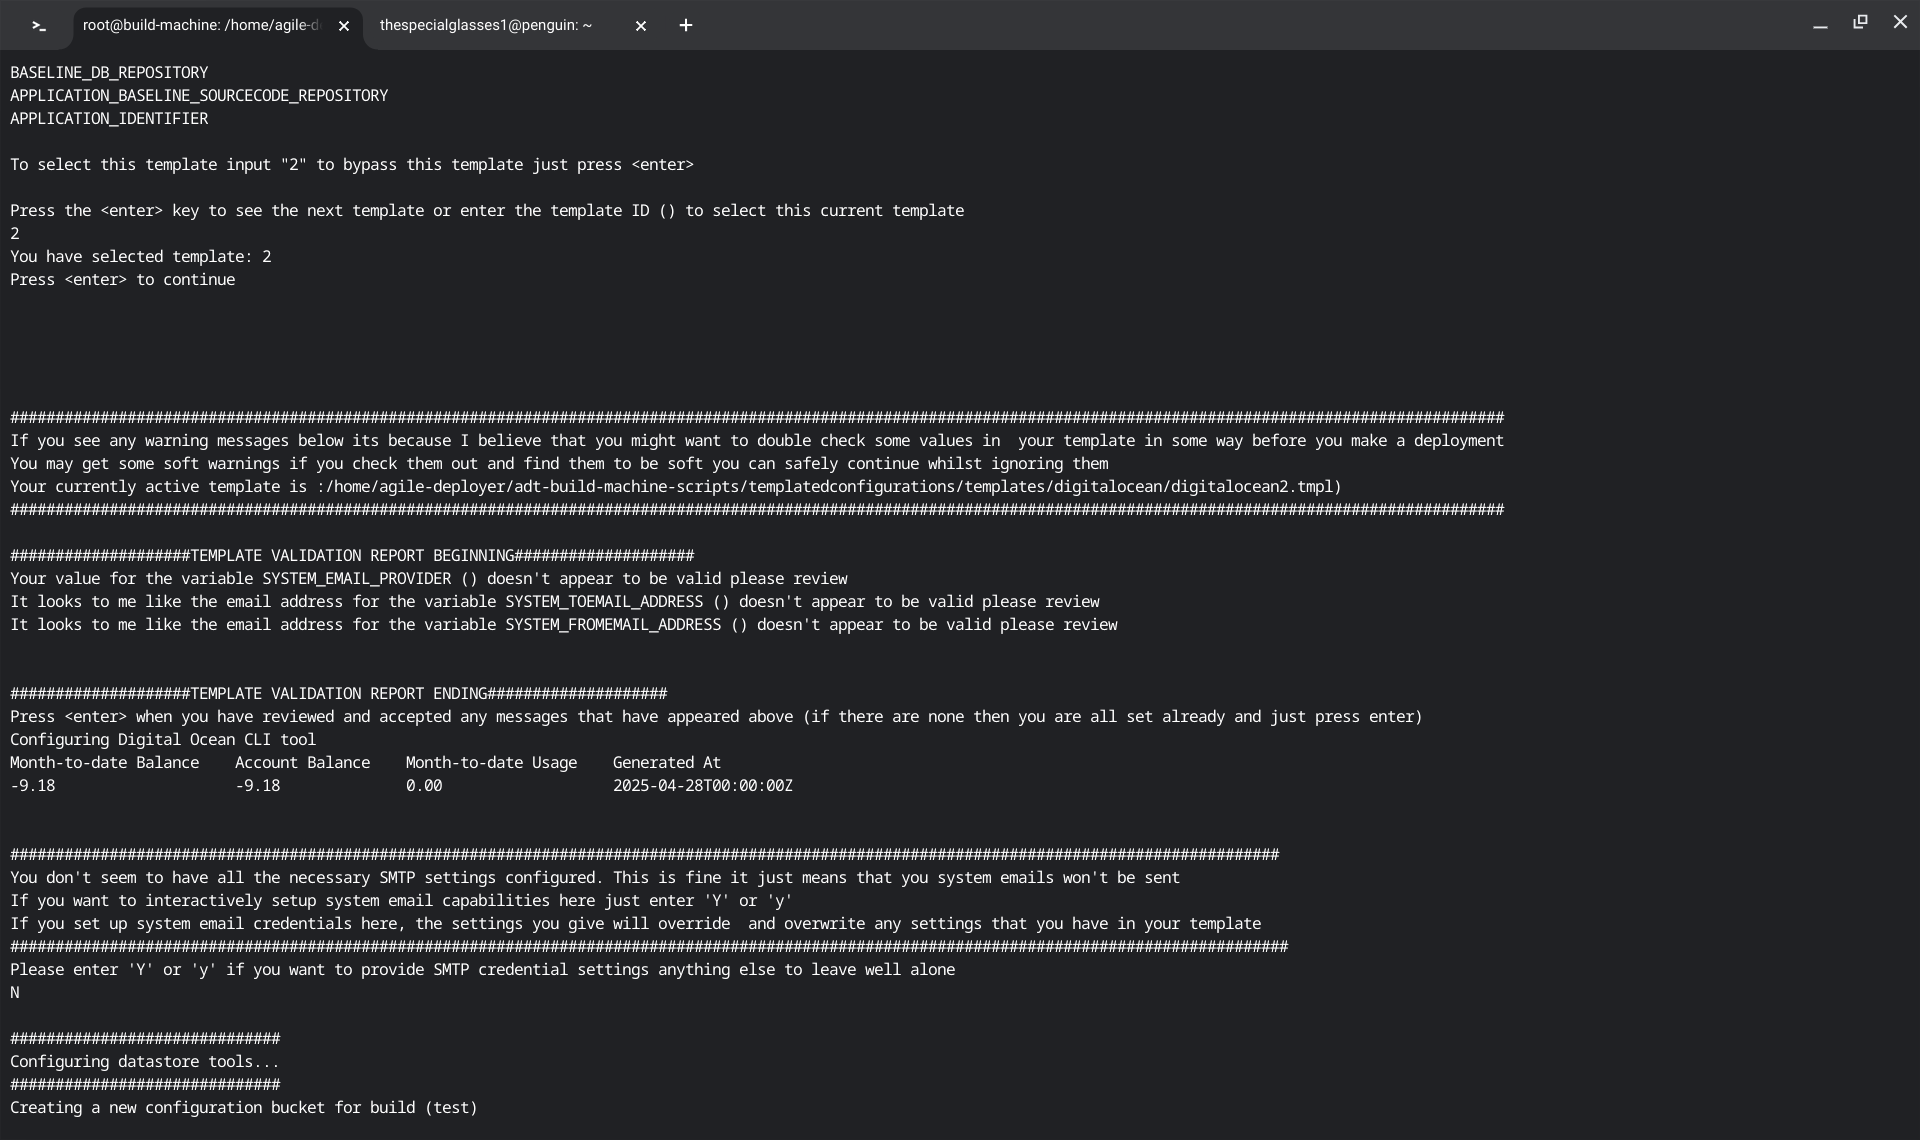 root@build-machine: /home/agile-d
thespecialglasses1@penguin: ~
BASELINE_DB_REPOSITORY
APPLICATION_BASELINE_SOURCECODE_REPOSITORY
APPLICATION_IDENTIFIER
To select this template input "2" to bypass this template just press <enter>
Press the <enter> key to see the next template or enter the template ID () to select this current template
2
You have selected template: 2
Press <enter> to continue
######################################################################################################################################################################
If you see any warning messages below its because I believe that you might want to double check some values in  your template in some way before you make a deployment
You may get some soft warnings if you check them out and find them to be soft you can safely continue whilst ignoring them
Your currently active template is :/home/agile-deployer/adt-build-machine-scripts/templatedconfigurations/templates/digitalocean/digitalocean2.tmpl)
######################################################################################################################################################################
####################TEMPLATE VALIDATION REPORT BEGINNING####################
Your value for the variable SYSTEM_EMAIL_PROVIDER () doesn't appear to be valid please review
It looks to me like the email address for the variable SYSTEM_TOEMAIL_ADDRESS () doesn't appear to be valid please review
It looks to me like the email address for the variable SYSTEM_FROMEMAIL_ADDRESS () doesn't appear to be valid please review
####################TEMPLATE VALIDATION REPORT ENDING####################
Press <enter> when you have reviewed and accepted any messages that have appeared above (if there are none then you are all set already and just press enter)
Configuring Digital Ocean CLI tool
Month-to-date Balance    Account Balance    Month-to-date Usage    Generated At
-9.18                    -9.18              0.00                   2025-04-28T00:00:00Z
#############################################################################################################################################
You don't seem to have all the necessary SMTP settings configured. This is fine it just means that you system emails won't be sent
If you want to interactively setup system email capabilities here just enter 'Y' or 'y'
If you set up system email credentials here, the settings you give will override  and overwrite any settings that you have in your template
##############################################################################################################################################
Please enter 'Y' or 'y' if you want to provide SMTP credential settings anything else to leave well alone
N
##############################
Configuring datastore tools...
##############################
Creating a new configuration bucket for build (test)